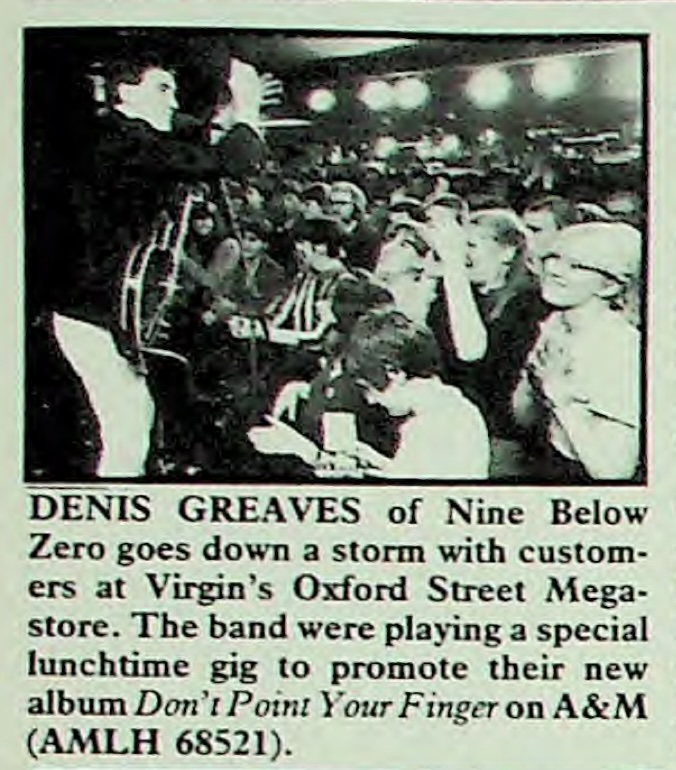 DENIS GREAVES of Nine Below
Zero goes down a storm with custom-
ers at Virgin's Oxford Street Mega-
store. The band were playing a special
lunchtime gig to promote their new
album Don't Point Your Finger on A&M
(AMLH 68521).